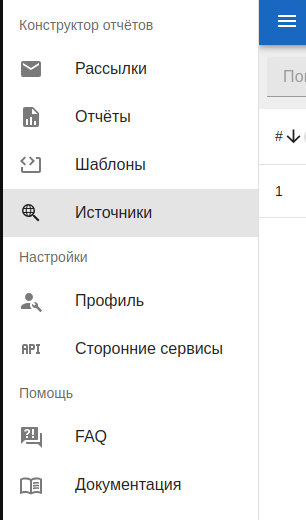 Конструктор отчётов
Рассылки
Отчёты
Шаблоны
Источники
Настройки
Профиль
API Сторонние сервисы
Помощь
?! FAQ
Документация
#
1